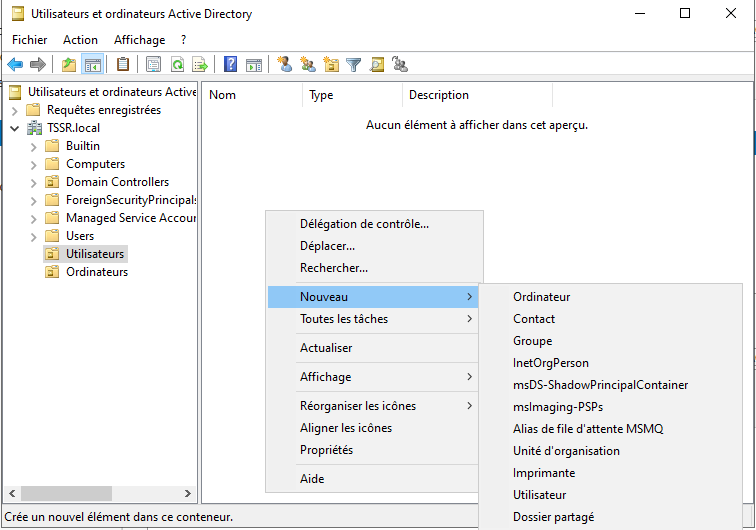 Utilisateurs et ordinateurs Active Directory
Fichier Action Affichage ?
Utilisateurs et ordinateurs Active
Requêtes enregistrées
TSSR.local
Builtin
Computers
Domain Controllers
ForeignSecurityPrincipals
Managed Service Accour
Users
Utilisateurs
Ordinateurs
Nom Type Description
Aucun élément à afficher dans cet aperçu.
Délégation de contrôle...
Déplacer...
Rechercher...
Nouveau
Toutes les tâches
Actualiser
Affichage
Réorganiser les icônes
Aligner les icônes
Propriétés
Aide
Ordinateur
Contact
Groupe
InetOrgPerson
msDS-ShadowPrincipalContainer
msImaging-PSPs
Alias de file d'attente MSMQ
Unité d'organisation
Imprimante
Utilisateur
Dossier partagé
Crée un nouvel élément dans ce conteneur.